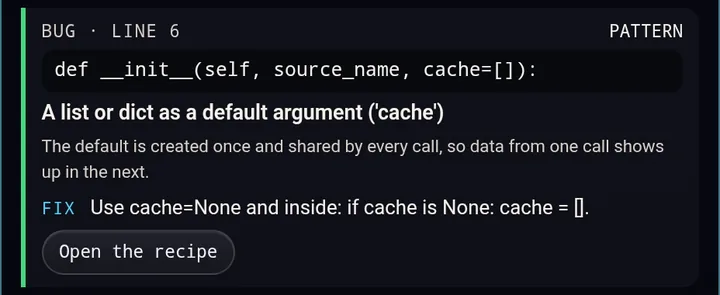 BUG · LINE 6 PATTERN
def __init__(self, source_name, cache=[]):
A list or dict as a default argument ('cache')
The default is created once and shared by every call, so data from one call shows
up in the next.
FIX Use cache=None and inside: if cache is None: cache = [].
Open the recipe